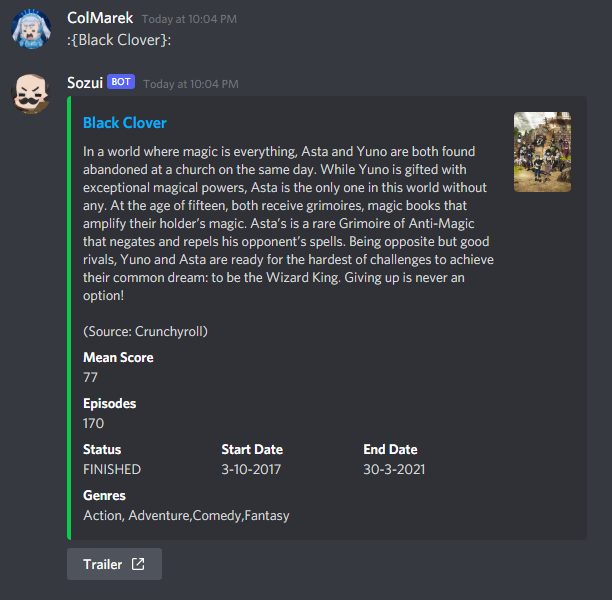 ColMarek Today at 10:04 PM
:{Black Clover}:
Sozui BOT Today at 10:04 PM
Black Clover
In a world where magic is everything, Asta and Yuno are both found
abandoned at a church on the same day. While Yuno is gifted with
exceptional magical powers, Asta is the only one in this world without
any. At the age of fifteen, both receive grimoires, magic books that
amplify their holder's magic. Asta's is a rare Grimoire of Anti-Magic
that negates and repels his opponent's spells. Being opposite but good
rivals, Yuno and Asta are ready for the hardest of challenges to achieve
their common dream: to be the Wizard King. Giving up is never an
option!
(Source: Crunchyroll)
Mean Score
77
Episodes
170
Status Start Date End Date
FINISHED 3-10-2017 30-3-2021
Genres
Action, Adventure,Comedy,Fantasy
Trailer